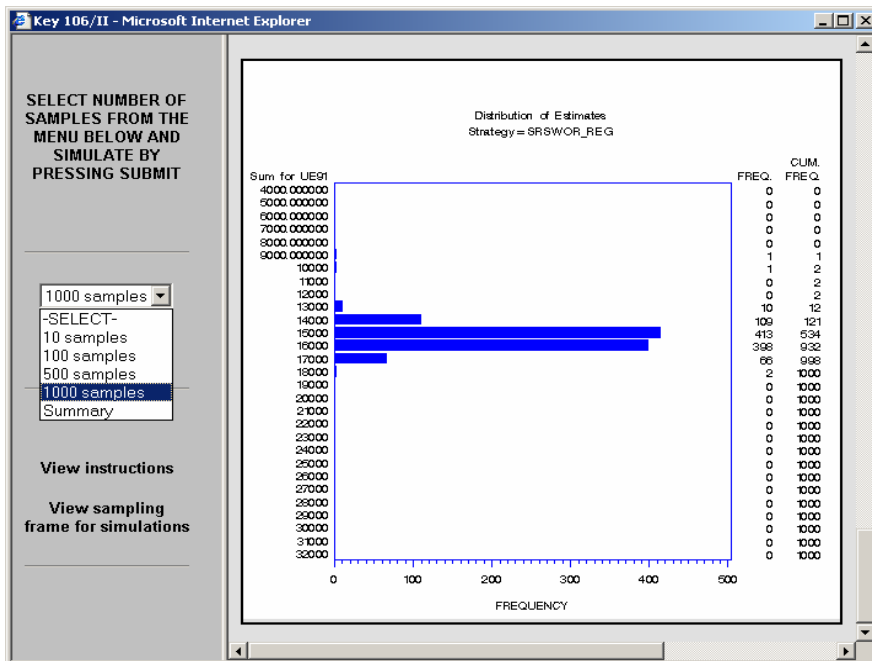 Key 106/II - Microsoft Internet Explorer
SELECT NUMBER OF
SAMPLES FROM THE
MENU BELOW AND
SIMULATE BY
PRESSING SUBMIT
1000 samples
-SELECT-
10 samples
100 samples
500 samples
1000 samples
Summary
View instructions
View sampling
frame for simulations
Distribution of Estimates
Strategy=SRSWOR_REG
CUM.
Sum for UE91 FREQ. FREQ.
4000.000000 0 0
5000.000000 0 0
6000.000000 0 0
7000.000000 0 0
8000.000000 0 0
9000.000000 1 1
10000 1 2
11000 0 2
12000 0 2
13000 10 12
14000 109 121
15000 413 534
16000 398 932
17000 66 998
18000 2 1000
19000 0 1000
20000 0 1000
21000 0 1000
22000 0 1000
23000 0 1000
24000 0 1000
25000 0 1000
26000 0 1000
27000 0 1000
28000 0 1000
29000 0 1000
30000 0 1000
31000 0 1000
32000 0 1000
0 100 200 300 400 500
FREQUENCY